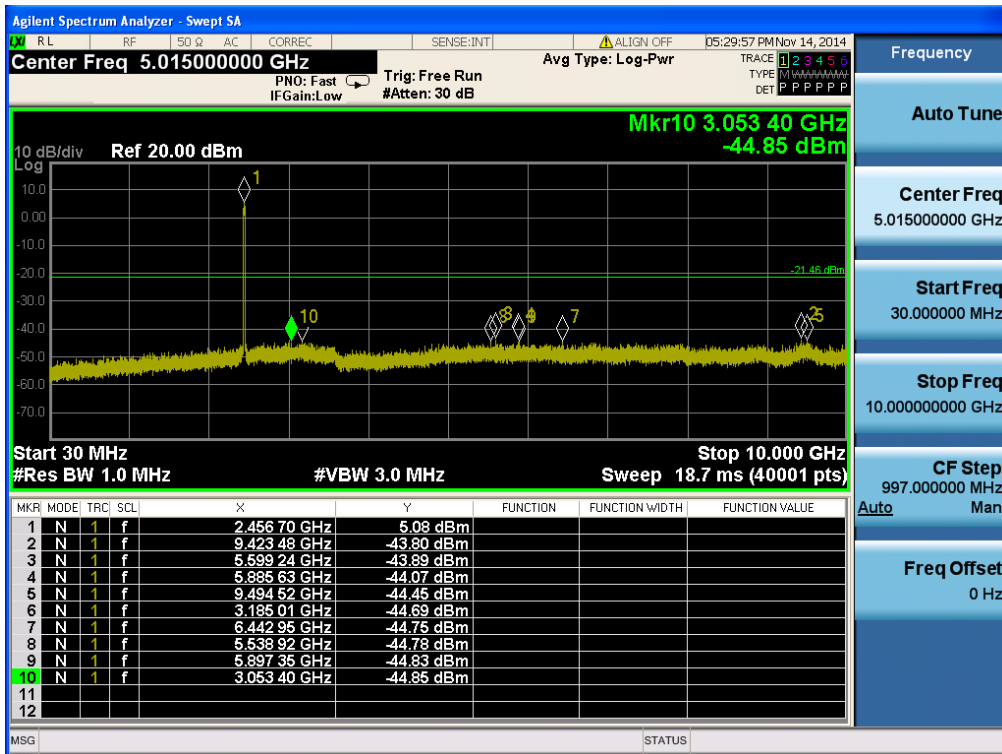 Agilent Spectrum Analyzer - Swept SA
LXI RL RF 50 Ω AC CORREC SENSE:INT ALIGN OFF 05:29:57 PM Nov 14, 2014
Center Freq 5.015000000 GHz
PNO: Fast
IFGain:Low
Trig: Free Run
#Atten: 30 dB
Avg Type: Log-Pwr
TRACE 1 2 3 4 5 6
TYPE M WWWWW
DET P P P P P P
Mkr10 3.053 40 GHz
-44.85 dBm
10 dB/div Ref 20.00 dBm
Log
10.0
0.00
-10.0
-20.0
-30.0
-40.0
-50.0
-60.0
-70.0
1
-21.46 dBm
10
8
9
7
5
Start 30 MHz Stop 10.000 GHz
#Res BW 1.0 MHz #VBW 3.0 MHz Sweep 18.7 ms (40001 pts)
MKR MODE TRC SCL X Y FUNCTION FUNCTION WIDTH FUNCTION VALUE
1 N 1 f 2.456 70 GHz 5.08 dBm
2 N 1 f 9.423 48 GHz -43.80 dBm
3 N 1 f 5.599 24 GHz -43.89 dBm
4 N 1 f 5.885 63 GHz -44.07 dBm
5 N 1 f 9.494 52 GHz -44.45 dBm
6 N 1 f 3.185 01 GHz -44.69 dBm
7 N 1 f 6.442 95 GHz -44.75 dBm
8 N 1 f 5.538 92 GHz -44.78 dBm
9 N 1 f 5.897 35 GHz -44.83 dBm
10 N 1 f 3.053 40 GHz -44.85 dBm
11
12
MSG STATUS
Frequency
Auto Tune
Center Freq
5.015000000 GHz
Start Freq
30.000000 MHz
Stop Freq
10.000000000 GHz
CF Step
997.000000 MHz
Auto Man
Freq Offset
0 Hz